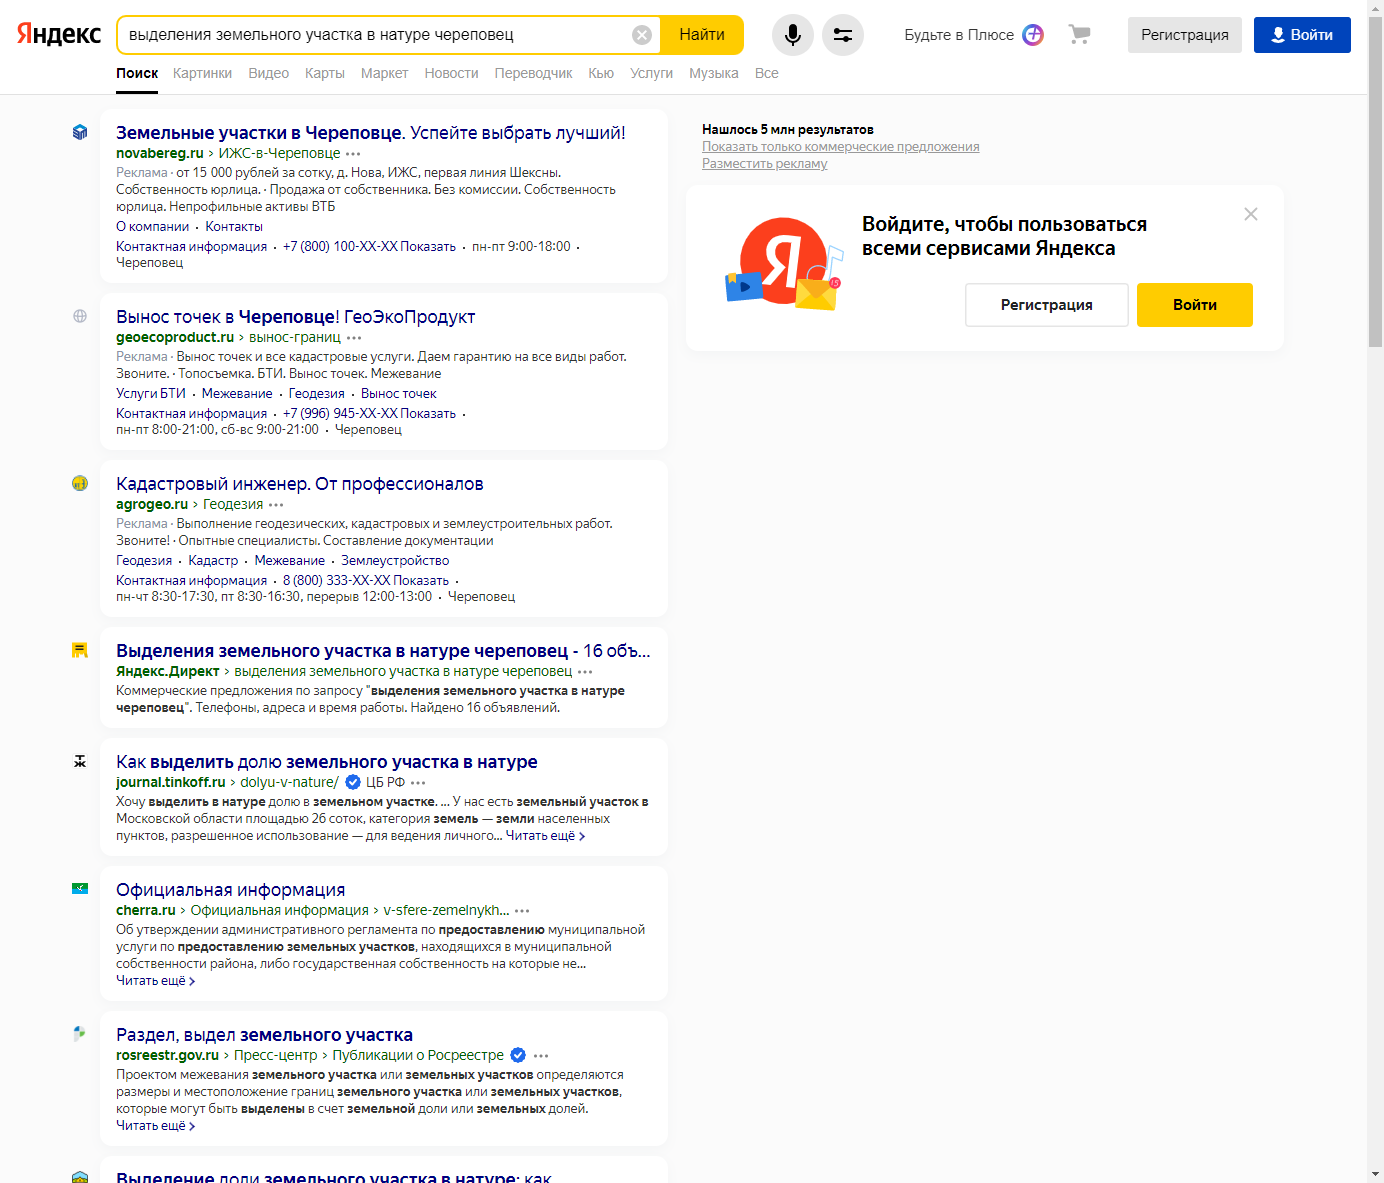 Яндекс
выделения земельного участка в натуре череповец
Найти
Будьте в Плюсе
Регистрация
Войти
Поиск Картинки Видео Карты Маркет Новости Переводчик Кью Услуги Музыка Все
Земельные участки в Череповце. Успейте выбрать лучший!
novabereg.ru › ИЖС-в-Череповце
Реклама · от 15 000 рублей за сотку, д. Нова, ИЖС, первая линия Шексны.
Собственность юрлица. · Продажа от собственника. Без комиссии. Собственность
юрлица. Непрофильные активы ВТБ
О компании · Контакты
Контактная информация · +7 (800) 100-XX-XX Показать · пн-пт 9:00-18:00 ·
Череповец
Вынос точек в Череповце! ГеоЭкоПродукт
geoecoproduct.ru › вынос-границ
Реклама · Вынос точек и все кадастровые услуги. Даем гарантию на все виды работ.
Звоните. · Топосъемка. БТИ. Вынос точек. Межевание
Услуги БТИ · Межевание · Геодезия · Вынос точек
Контактная информация · +7 (996) 945-XX-XX Показать ·
пн-пт 8:00-21:00, сб-вс 9:00-21:00 · Череповец
Кадастровый инженер. От профессионалов
agrogeo.ru › Геодезия
Реклама · Выполнение геодезических, кадастровых и землеустроительных работ.
Звоните! · Опытные специалисты. Составление документации
Геодезия · Кадастр · Межевание · Землеустройство
Контактная информация · 8 (800) 333-XX-XX Показать ·
пн-чт 8:30-17:30, пт 8:30-16:30, перерыв 12:00-13:00 · Череповец
Выделения земельного участка в натуре череповец - 16 объ...
Яндекс.Директ › выделения земельного участка в натуре череповец
Коммерческие предложения по запросу "выделения земельного участка в натуре
череповец". Телефоны, адреса и время работы. Найдено 16 объявлений.
Как выделить долю земельного участка в натуре
journal.tinkoff.ru › dolyu-v-nature/ ЦБ РФ
Хочу выделить в натуре долю в земельном участке. ... У нас есть земельный участок в
Московской области площадью 26 соток, категория земель — земли населенных
пунктов, разрешенное использование — для ведения личного... Читать ещё ›
Официальная информация
cherra.ru › Официальная информация › v-sfere-zemelnykh...
Об утверждении административного регламента по предоставлению муниципальной
услуги по предоставлению земельных участков, находящихся в муниципальной
собственности района, либо государственная собственность на которые не...
Читать ещё ›
Раздел, выдел земельного участка
rosreestr.gov.ru › Пресс-центр › Публикации о Росреестре
Проектом межевания земельного участка или земельных участков определяются
размеры и местоположение границ земельного участка или земельных участков,
которые могут быть выделены в счет земельной доли или земельных долей.
Читать ещё ›
Выделение доли земельного участка в натуре: как
Нашлось 5 млн результатов
Показать только коммерческие предложения
Разместить рекламу
Войдите, чтобы пользоваться
всеми сервисами Яндекса
Я
15
Регистрация
Войти